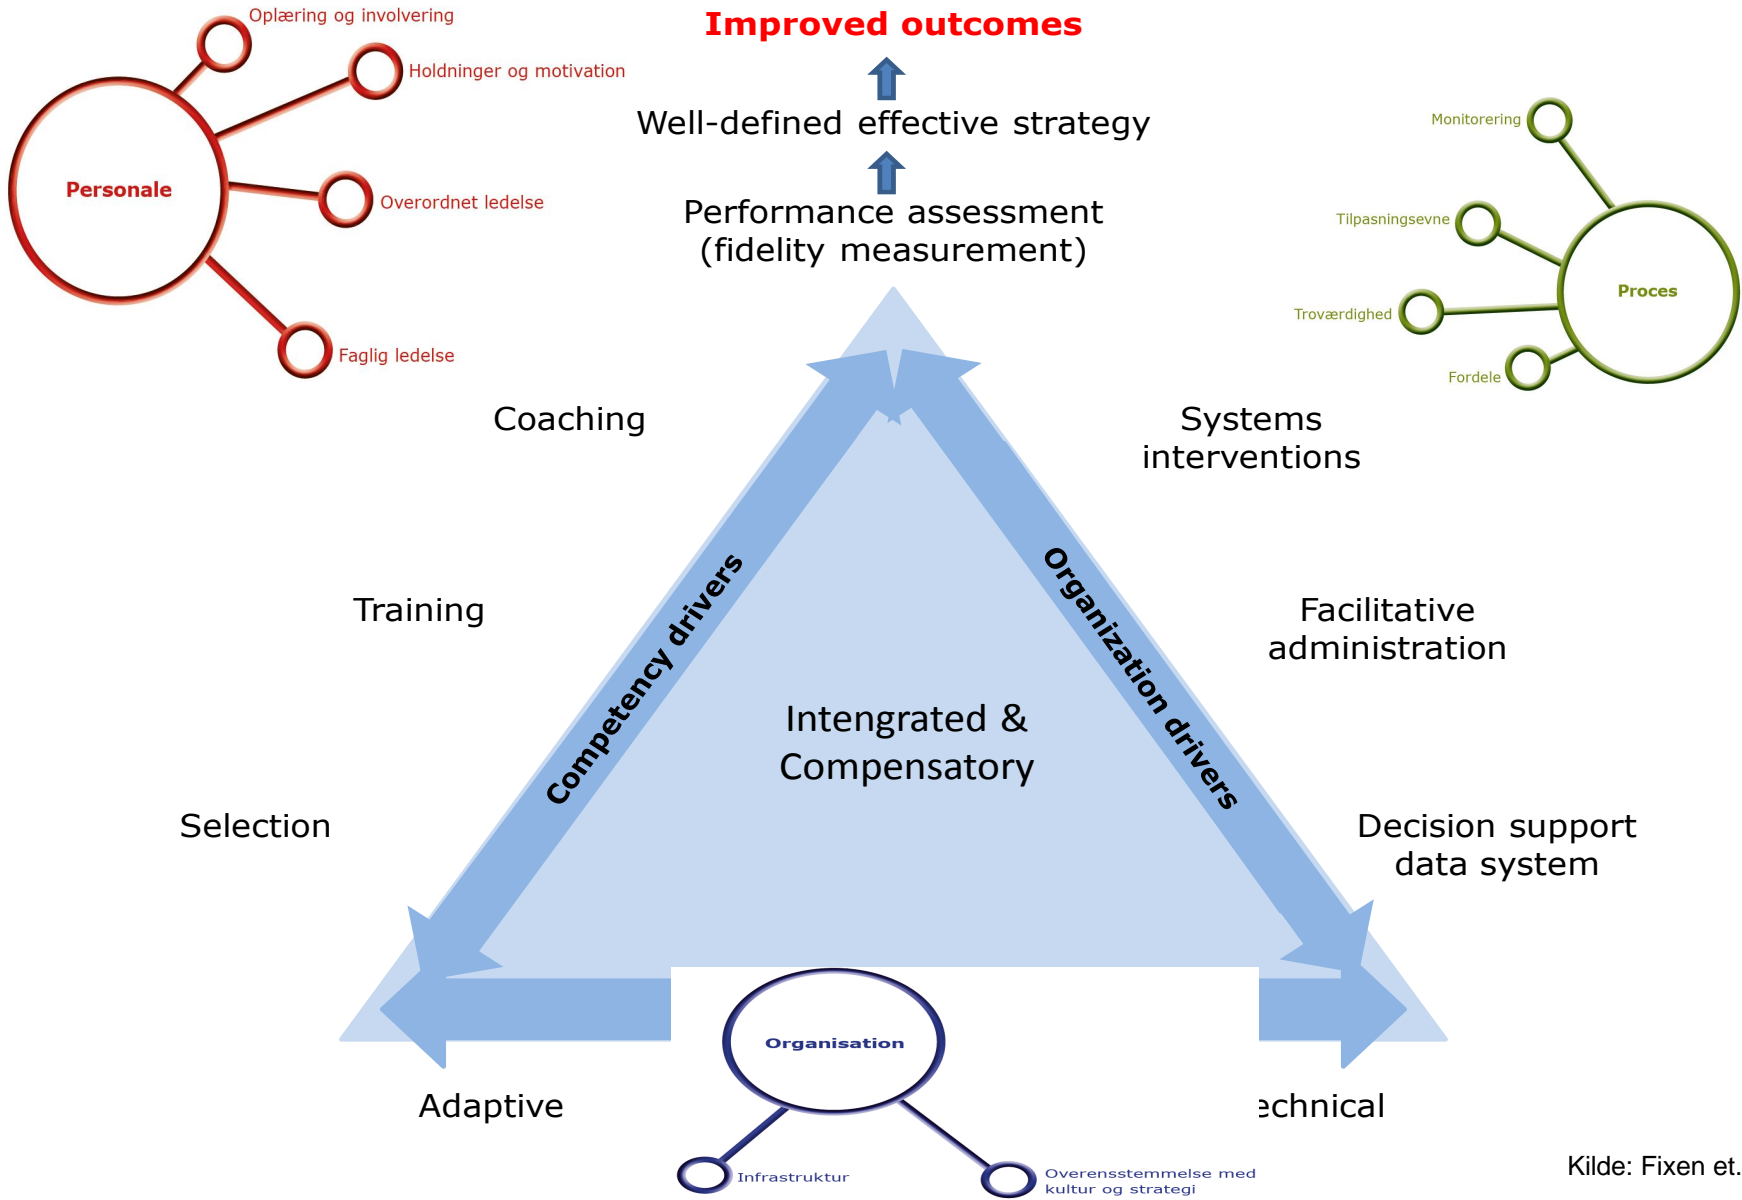 Oplæring og involvering
Holdninger og motivation
Personale
Overordnet ledelse
Faglig ledelse
Improved outcomes
Well-defined effective strategy
Performance assessment
(fidelity measurement)
Monitorering
Tilpasningsevne
Proces
Troværdighed
Fordele
Coaching
Systems
interventions
Training
Facilitative
administration
Competency drivers
Organization drivers
Intengrated &
Compensatory
Selection
Decision support
data system
Organisation
Adaptive
echnical
Infrastruktur
Overensstemmelse med
kultur og strategi
Kilde: Fixen et.